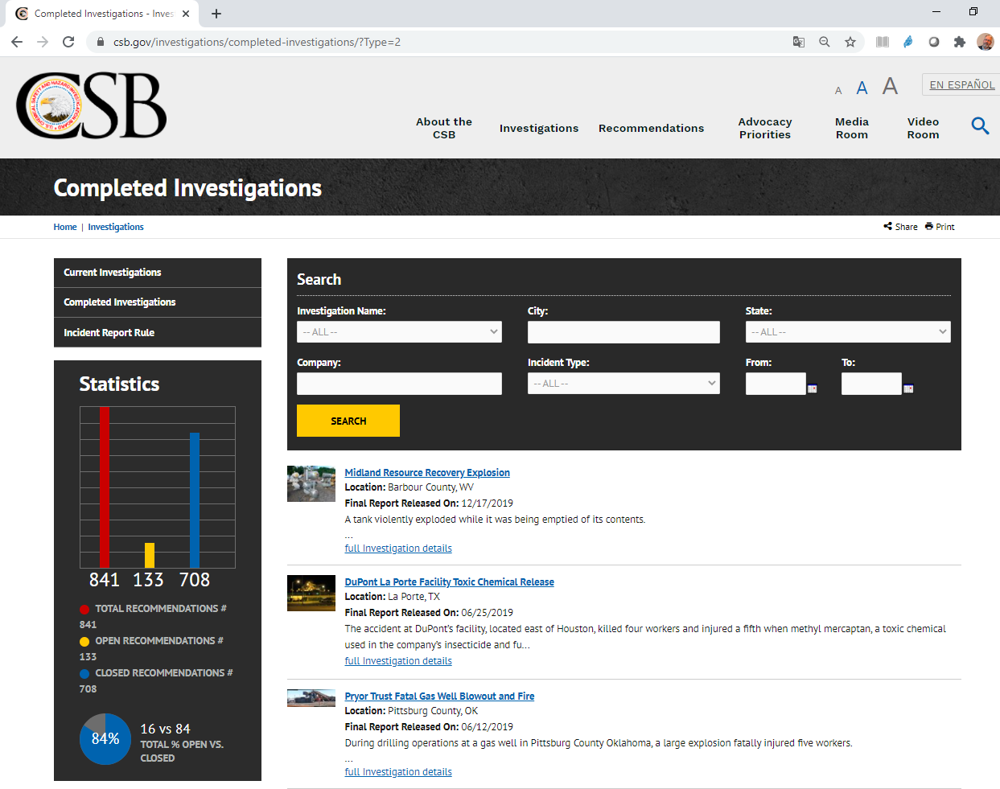 Completed Investigations - Inves
csb.gov/investigations/completed-investigations/?Type=2
U.S. CHEMICAL SAFETY AND HAZARD INVESTIGATION BOARD
CSB
A A A
EN ESPAÑOL
About the CSB
Investigations
Recommendations
Advocacy Priorities
Media Room
Video Room
Completed Investigations
Home | Investigations
Share Print
Current Investigations
Completed Investigations
Incident Report Rule
Statistics
841 133 708
TOTAL RECOMMENDATIONS #
841
OPEN RECOMMENDATIONS #
133
CLOSED RECOMMENDATIONS #
708
84%
16 vs 84
TOTAL % OPEN VS.
CLOSED
Search
Investigation Name: City: State:
-- ALL -- -- ALL --
Company: Incident Type: From: To:
-- ALL --
SEARCH
Midland Resource Recovery Explosion
Location: Barbour County, WV
Final Report Released On: 12/17/2019
A tank violently exploded while it was being emptied of its contents.
...
full Investigation details
DuPont La Porte Facility Toxic Chemical Release
Location: La Porte, TX
Final Report Released On: 06/25/2019
The accident at DuPont's facility, located east of Houston, killed four workers and injured a fifth when methyl mercaptan, a toxic chemical
used in the company's insecticide and fu...
full Investigation details
Pryor Trust Fatal Gas Well Blowout and Fire
Location: Pittsburg County, OK
Final Report Released On: 06/12/2019
During drilling operations at a gas well in Pittsburg County Oklahoma, a large explosion fatally injured five workers.
...
full Investigation details